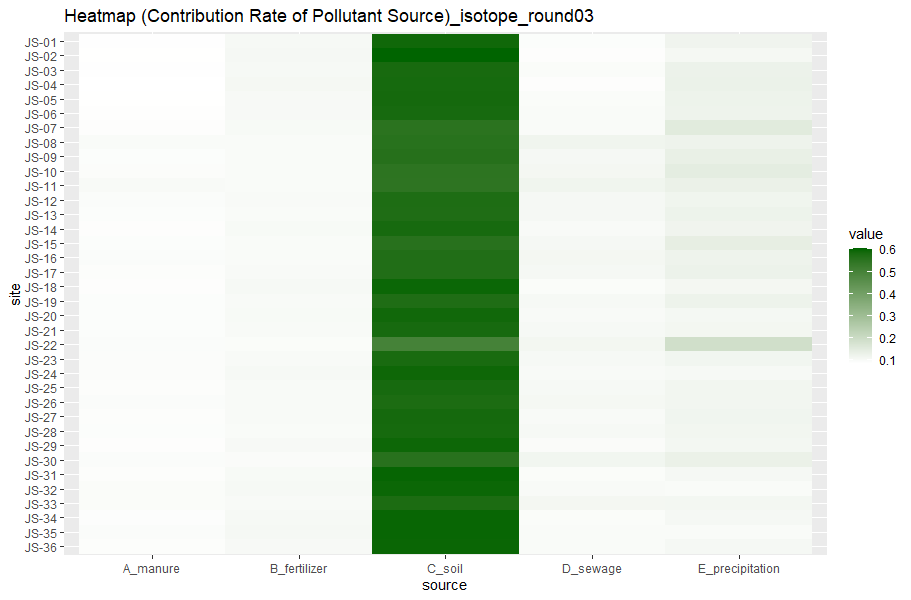 Heatmap (Contribution Rate of Pollutant Source)_isotope_round03
JS-01
JS-02
JS-03
JS-04
JS-05
JS-06
JS-07
JS-08
JS-09
JS-10
JS-11
JS-12
JS-13
JS-14
JS-15
JS-16
JS-17
JS-18
JS-19
JS-20
JS-21
JS-22
JS-23
JS-24
JS-25
JS-26
JS-27
JS-28
JS-29
JS-30
JS-31
JS-32
JS-33
JS-34
JS-35
JS-36
site
A_manure B_fertilizer C_soil D_sewage E_precipitation
source
value
0.6
0.5
0.4
0.3
0.2
0.1